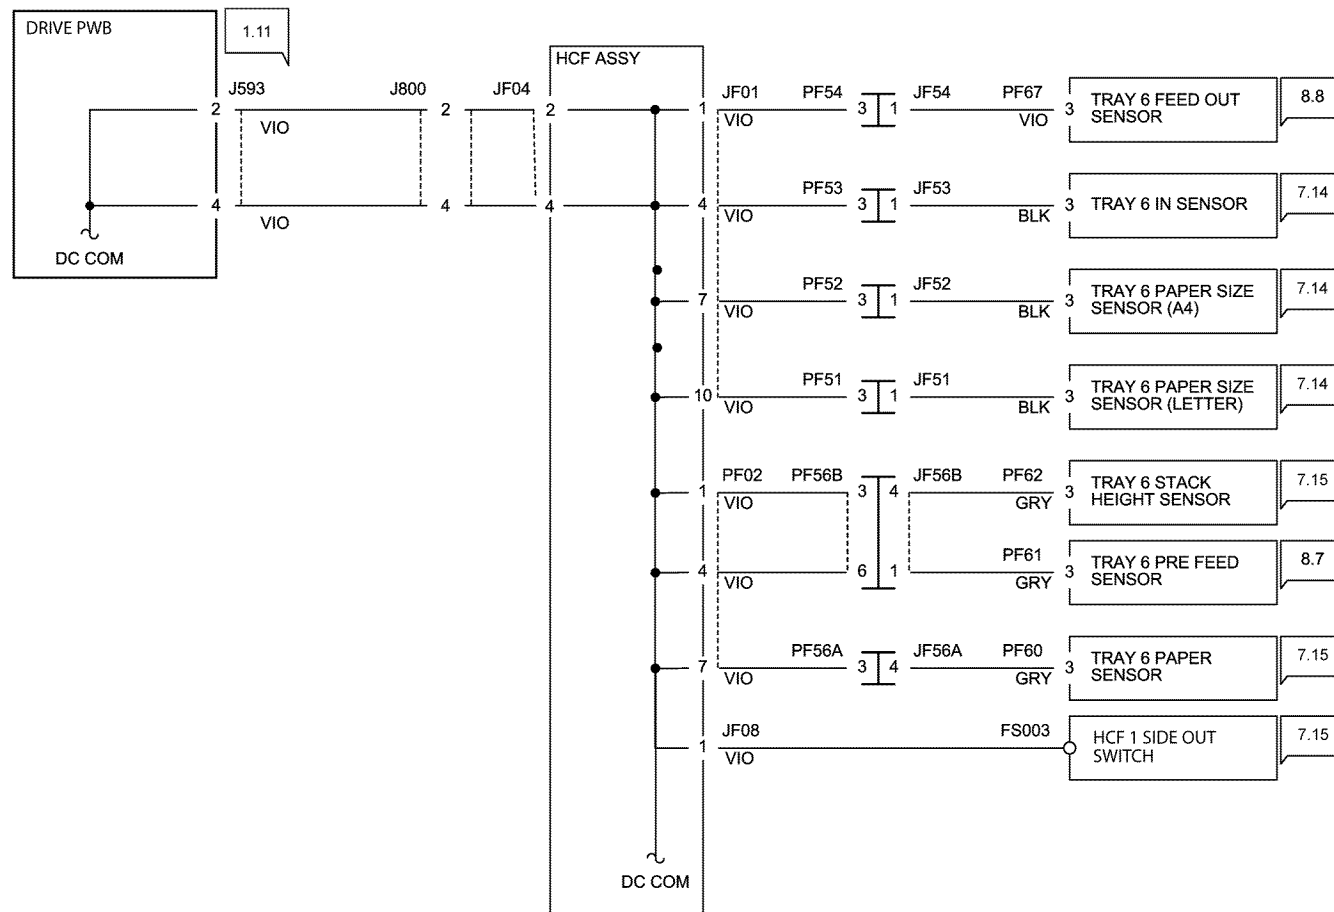 DRIVE PWB
1.11
HCF ASSY
J593 J800 JF04 JF01 PF54 JF54 PF67
2 2 2 1 3 1 3 TRAY 6 FEED OUT 8.8
SENSOR
VIO VIO VIO
PF53 JF53
4 4 4 4 3 1 3 TRAY 6 IN SENSOR 7.14
VIO VIO BLK
DC COM
PF52 JF52
7 3 1 3 TRAY 6 PAPER SIZE 7.14
SENSOR (A4)
VIO BLK
PF51 JF51
10 3 1 3 TRAY 6 PAPER SIZE 7.14
SENSOR (LETTER)
VIO BLK
PF02 PF56B JF56B PF62
1 3 4 3 TRAY 6 STACK 7.15
HEIGHT SENSOR
VIO GRY
PF61
4 6 1 3 TRAY 6 PRE FEED 8.7
SENSOR
VIO GRY
PF56A JF56A PF60
7 3 4 3 TRAY 6 PAPER 7.15
SENSOR
VIO GRY
JF08 FS003
1 HCF 1 SIDE OUT 7.15
SWITCH
VIO
DC COM